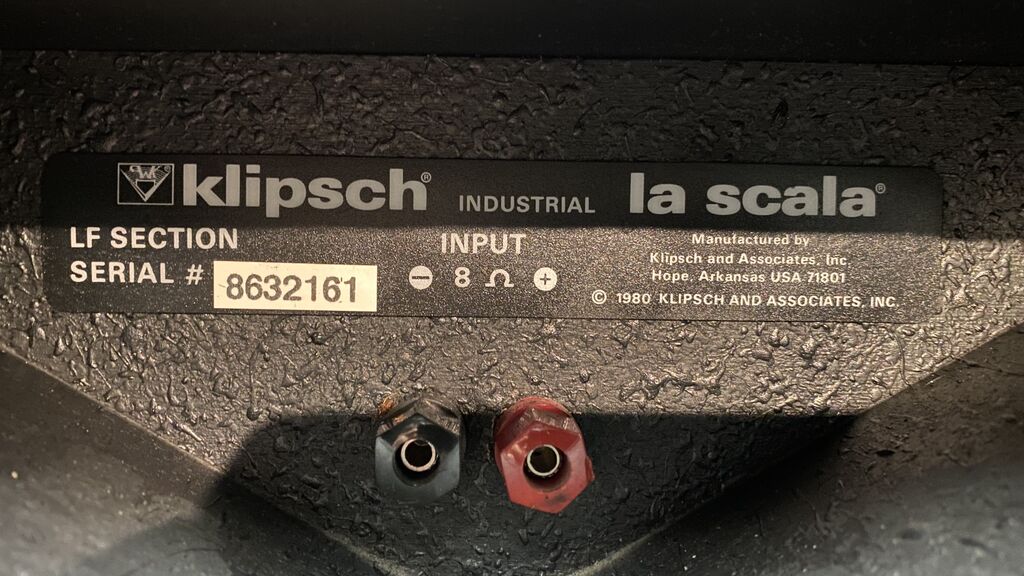 PWK klipsch® INDUSTRIAL la scala®
LF SECTION
SERIAL # 8632161
INPUT
⊖ 8 Ω ⊕
Manufactured by
Klipsch and Associates, Inc
Hope, Arkansas USA 71801
© 1980 KLIPSCH AND ASSOCIATES, INC.